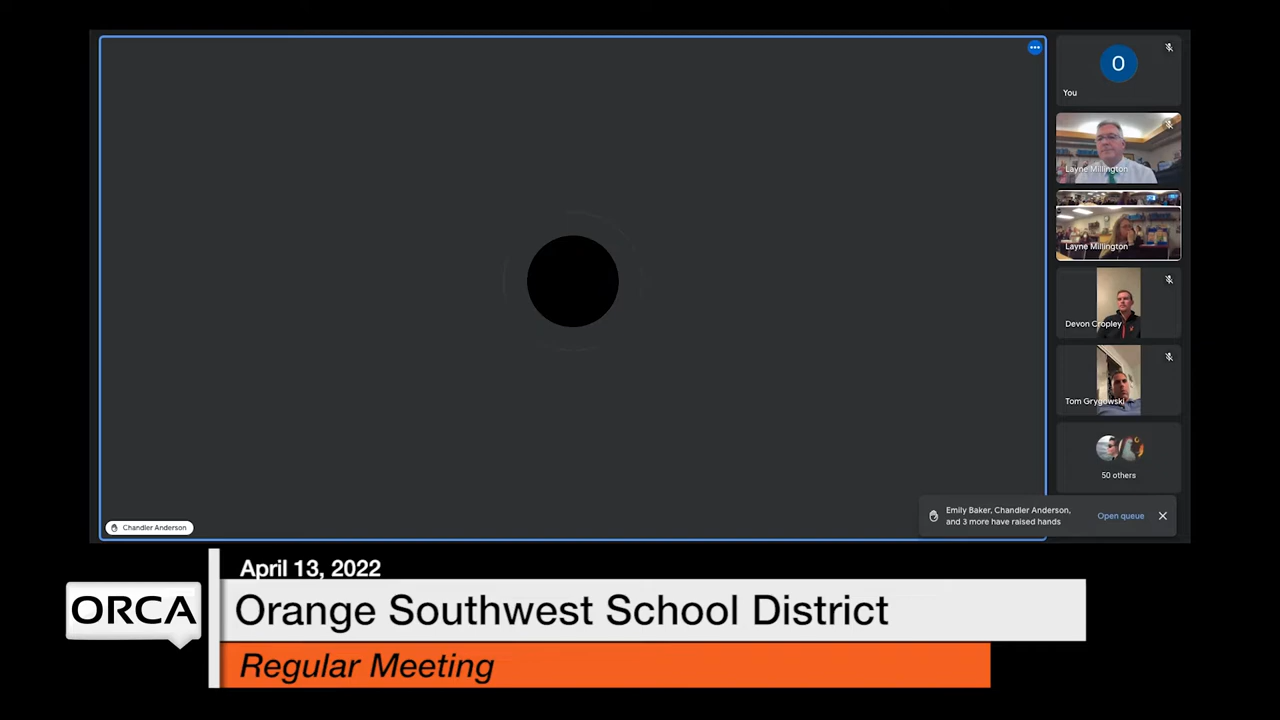 O
You
Layne Millington
Layne Millington
Devon Cropley
Tom Grygowski
50 others
Emily Baker, Chandler Anderson,
and 3 more have raised hands
Open queue
Chandler Anderson
April 13, 2022
ORCA
Orange Southwest School District
Regular Meeting